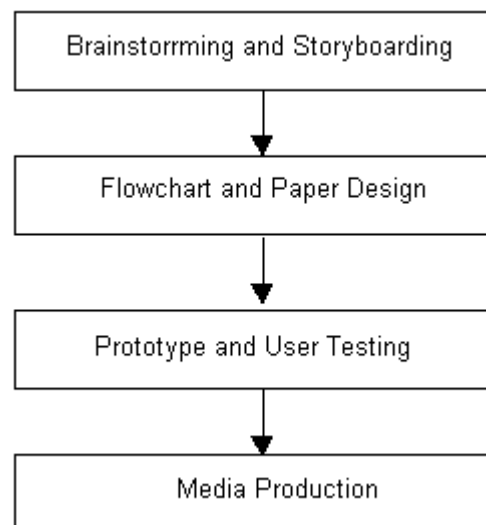 Brainstorrming and Storyboarding
Flowchart and Paper Design
Prototype and User Testing
Media Production